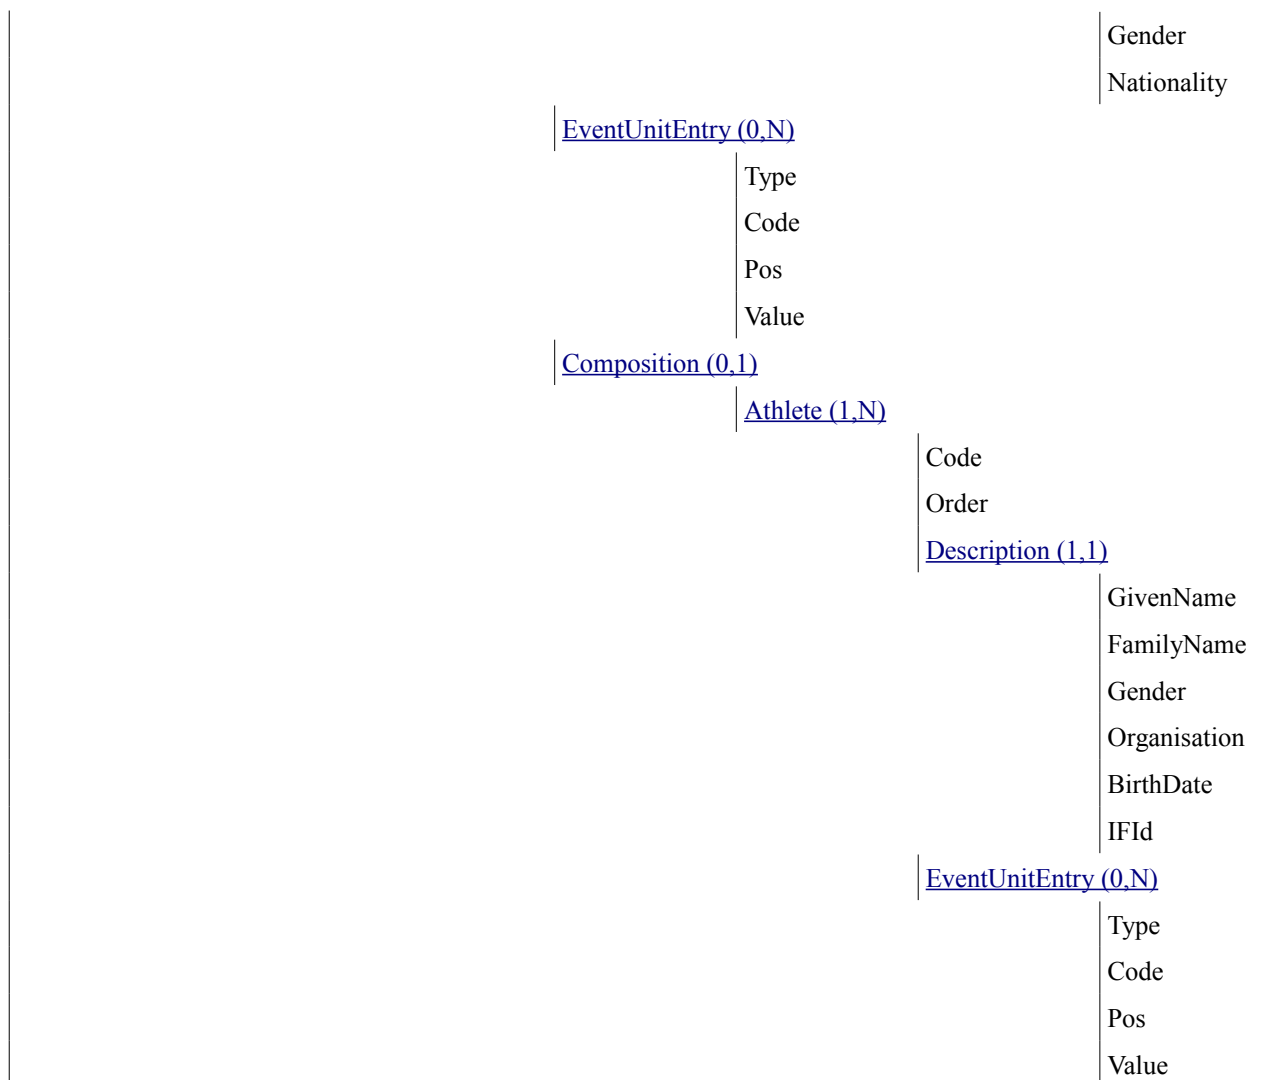 Gender
Nationality
EventUnitEntry (0,N)
Type
Code
Pos
Value
Composition (0,1)
Athlete (1,N)
Code
Order
Description (1,1)
GivenName
FamilyName
Gender
Organisation
BirthDate
IFId
EventUnitEntry (0,N)
Type
Code
Pos
Value